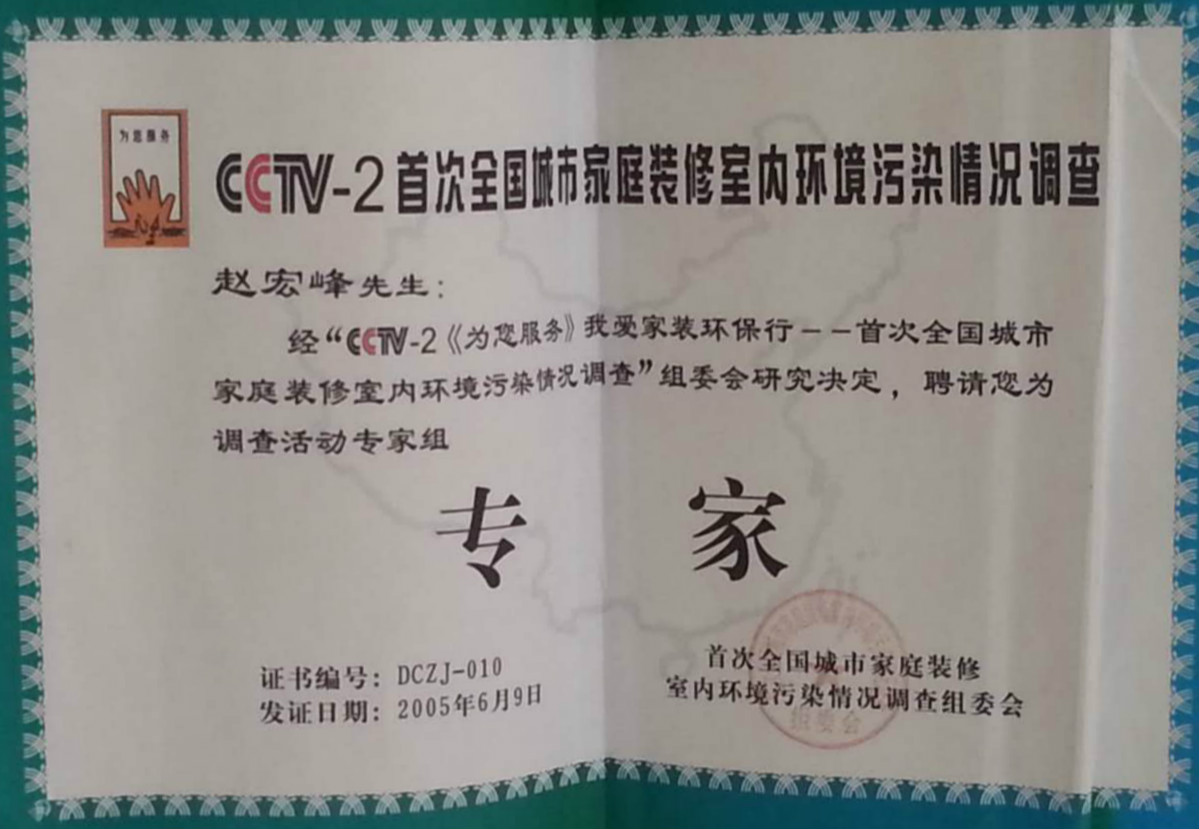 为您服务
CCTV-2首次全国城市家庭装修室内环境污染情况调查
赵宏峰先生：
经“CCTV-2《为您服务》我爱家装环保行--首次全国城市
家庭装修室内环境污染情况调查”组委会研究决定，聘请您为
调查活动专家组
专 家
证书编号：DCZJ-010
发证日期：2005年6月9日
首次全国城市家庭装修
室内环境污染情况调查组委会
组委会